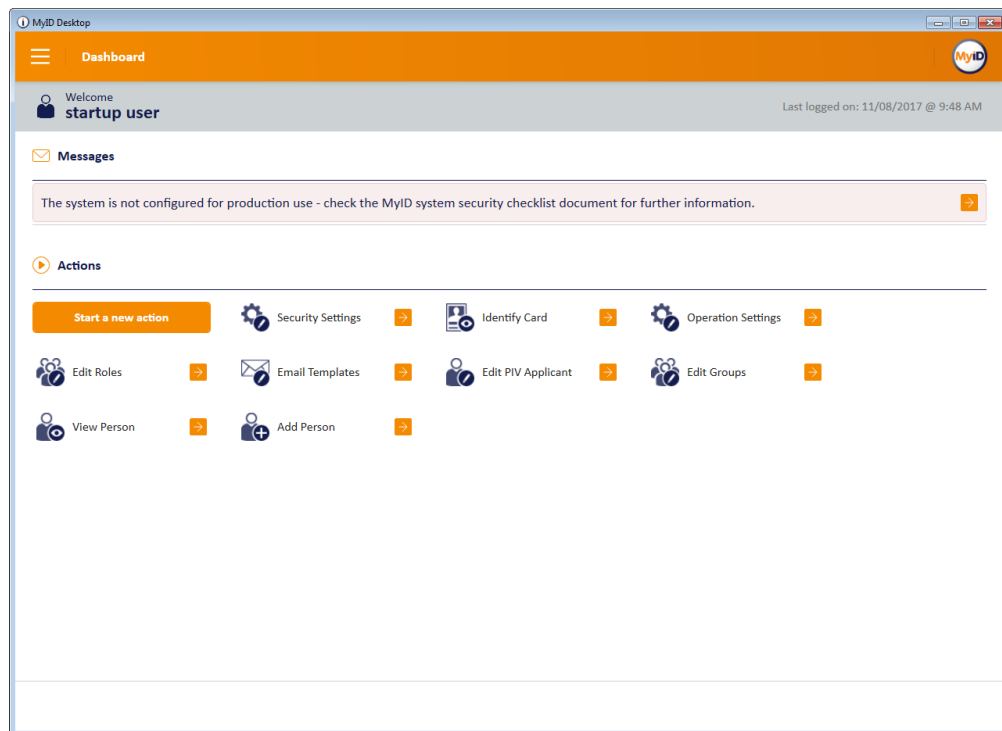 MyID Desktop
Dashboard
MyiD
Welcome
startup user
Last logged on: 11/08/2017 @ 9:48 AM
Messages
The system is not configured for production use - check the MyID system security checklist document for further information.
Actions
Start a new action
Security Settings
Identify Card
Operation Settings
Edit Roles
Email Templates
Edit PIV Applicant
Edit Groups
View Person
Add Person